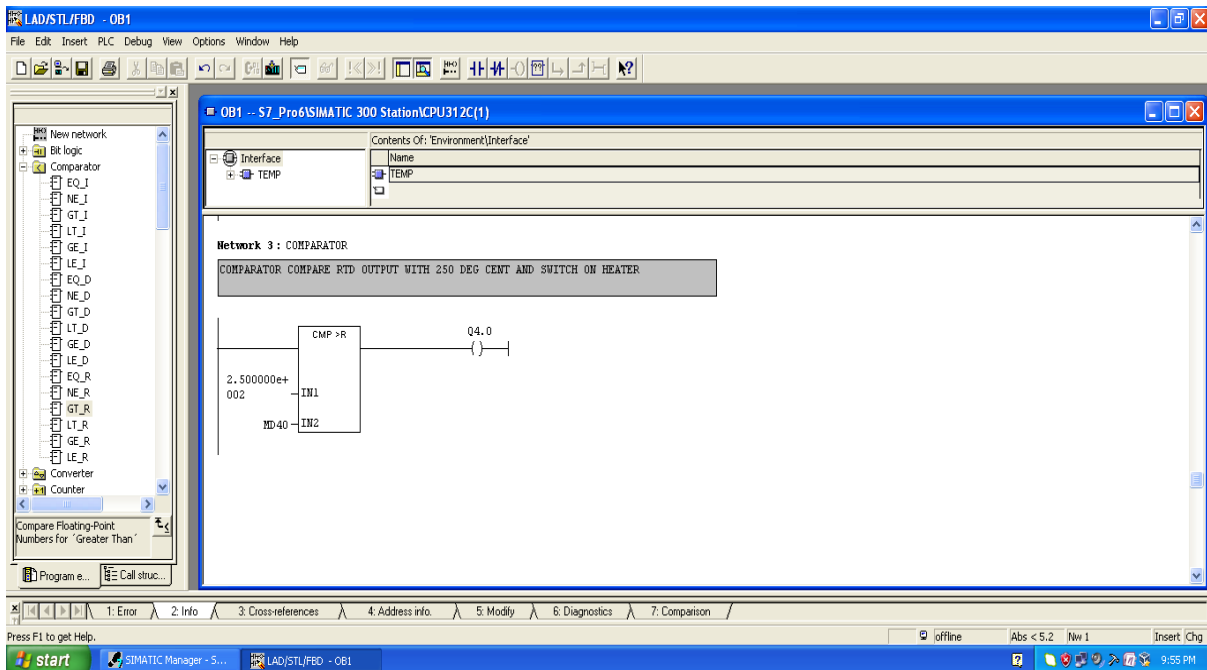 LAD/STL/FBD - OB1
File Edit Insert PLC Debug View Options Window Help
OB1 -- S7_Pro6\SIMATIC 300 Station\CPU312C(1)
Contents Of: 'Environment\Interface'
Interface
TEMP
Name
TEMP
New network
Bit logic
Comparator
EQ_I
NE_I
GT_I
LT_I
GE_I
LE_I
EQ_D
NE_D
GT_D
LT_D
GE_D
LE_D
EQ_R
NE_R
GT_R
LT_R
GE_R
LE_R
Converter
Counter
Compare Floating-Point
Numbers for ´Greater Than´
Program e... Call struc...
Network 3 : COMPARATOR
COMPARATOR COMPARE RTD OUTPUT WITH 250 DEG CENT AND SWITCH ON HEATER
CMP >R
Q4.0
2.500000e+
002
IN1
MD40
IN2
1: Error 2: Info 3: Cross-references 4: Address info. 5: Modify 6: Diagnostics 7: Comparison
Press F1 to get Help.
offline Abs < 5.2 Nw 1 Insert Chg
start SIMATIC Manager - S... LAD/STL/FBD - OB1 9:55 PM